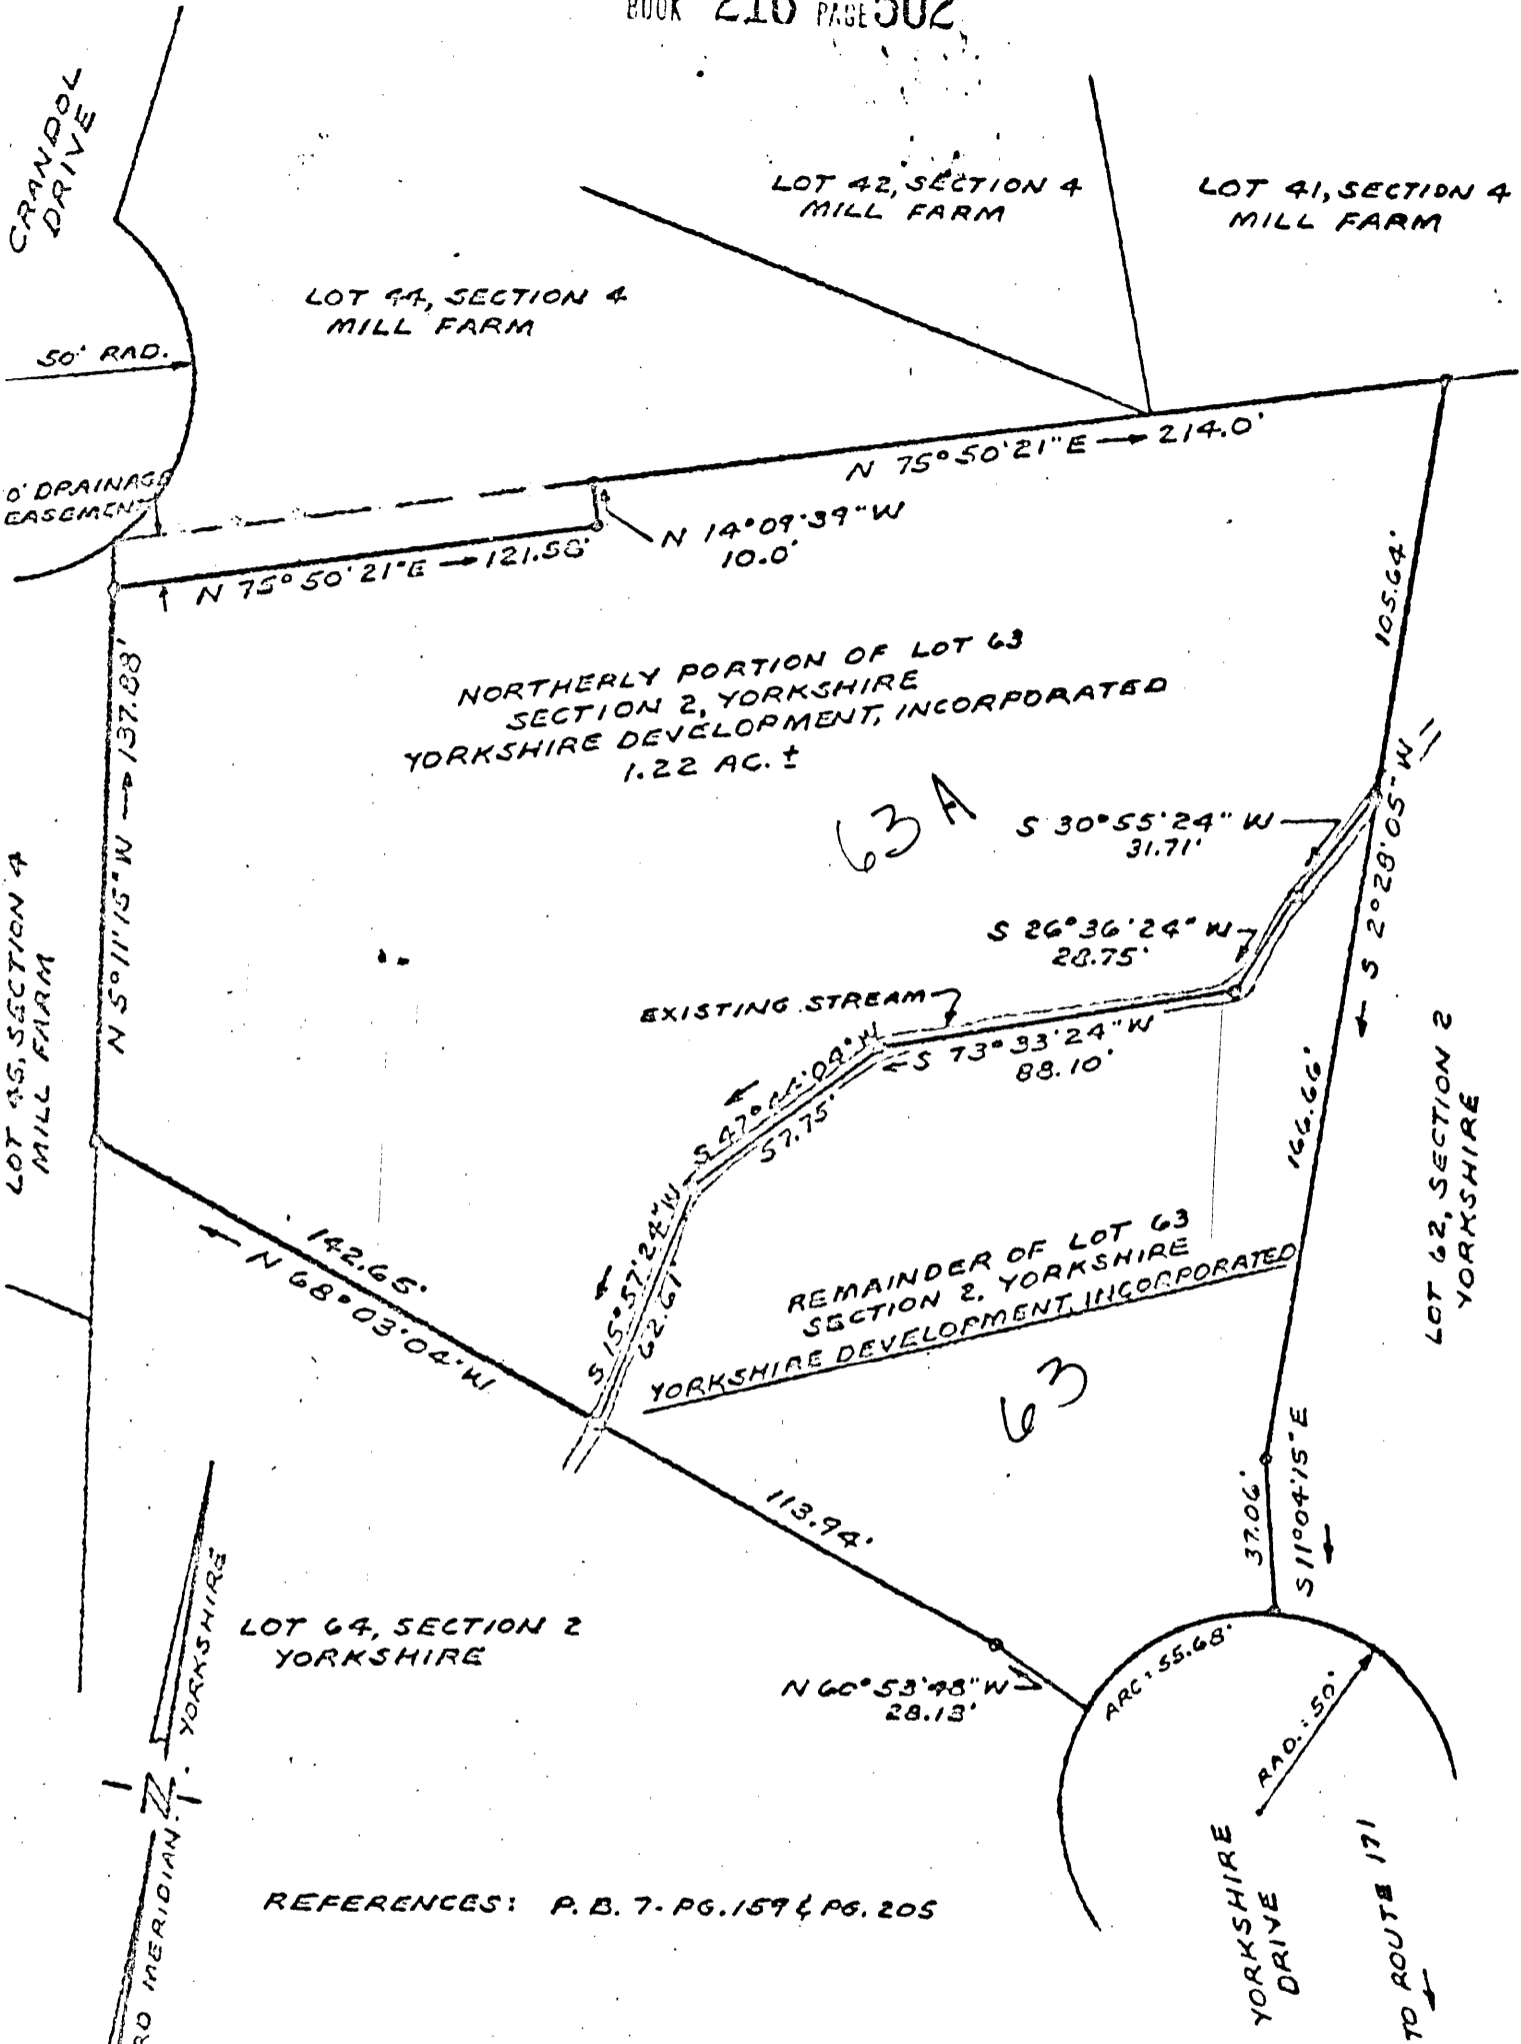 BOOK 216 PAGE 502
CRANDOL
DRIVE
LOT 42, SECTION 4
MILL FARM
LOT 41, SECTION 4
MILL FARM
LOT 44, SECTION 4
MILL FARM
50' RAD.
0' DRAINAGE
EASEMENT
N 75° 50' 21" E → 214.0'
N 14° 09' 39" W
10.0'
N 75° 50' 21" E → 121.58'
105.64'
N 5° 11' 15" W → 137.88'
NORTHERLY PORTION OF LOT 63
SECTION 2, YORKSHIRE
YORKSHIRE DEVELOPMENT, INCORPORATED
1.22 AC. ±
63 A
S 30° 55' 24" W
31.71'
← S 2° 28' 05" W
S 26° 36' 24" W
28.75'
LOT 45, SECTION 4
MILL FARM
EXISTING STREAM
← S 73° 33' 24" W
88.10'
S 47° 04" W
57.75'
166.66'
LOT 62, SECTION 2
YORKSHIRE
S 15° 57' 24" W
62.61'
142.65'
← N 68° 03' 04" W
REMAINDER OF LOT 63
SECTION 2, YORKSHIRE
YORKSHIRE DEVELOPMENT, INCORPORATED
63
37.06'
S 11° 04' 15" E
113.94'
LOT 64, SECTION 2
YORKSHIRE
N 60° 53' 48" W
28.13'
ARC = 55.68'
RAD. = 50'
YORKSHIRE
N
MERIDIAN
YORKSHIRE
DRIVE
TO ROUTE 171
REFERENCES: P.B. 7 - PG. 159 & PG. 205